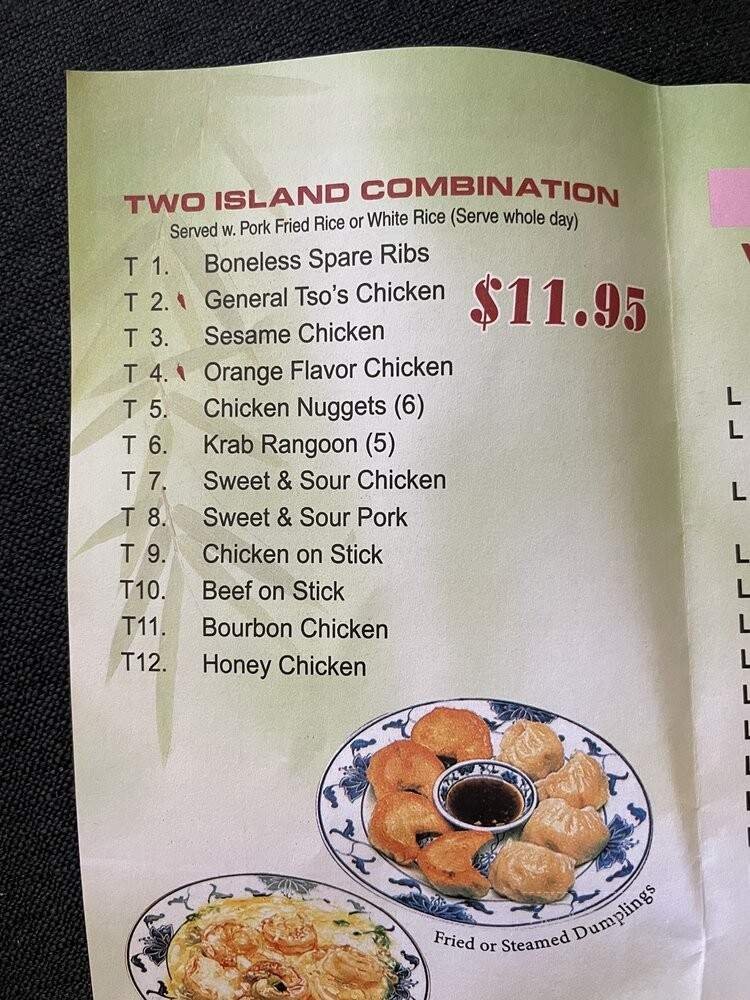 TWO ISLAND COMBINATION
Served w. Pork Fried Rice or White Rice (Serve whole day)
T 1. Boneless Spare Ribs
T 2. General Tso's Chicken
$11.95
T 3. Sesame Chicken
T 4. Orange Flavor Chicken
T 5. Chicken Nuggets (6)
T 6. Krab Rangoon (5)
T 7. Sweet & Sour Chicken
T 8. Sweet & Sour Pork
T 9. Chicken on Stick
T10. Beef on Stick
T11. Bourbon Chicken
T12. Honey Chicken
Fried or Steamed Dumplings
L
L
L
L
L
L
L
L
L